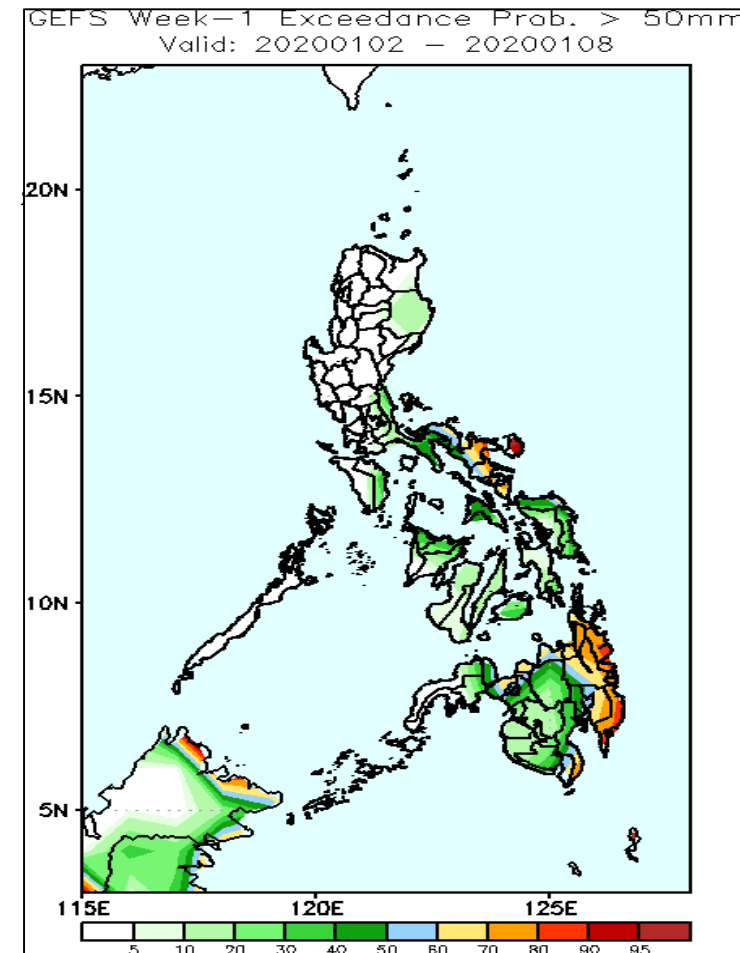 GEFS Week-1 Exceedance Prob. > 50mm
Valid: 20200102 - 20200108
20N
15N
10N
5N
115E 120E 125E
5 10 20 30 40 50 60 70 80 90 95